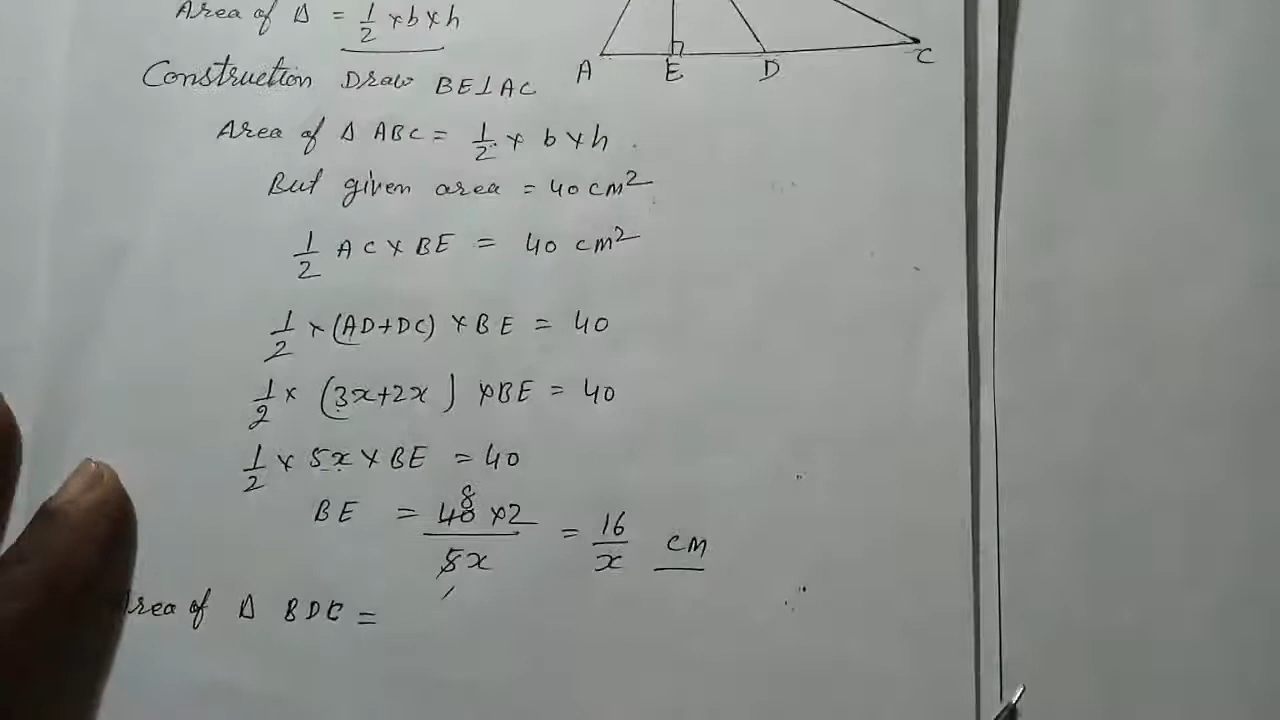 Area of Δ = 1/2 × b × h
A E D C
Construction Draw BE⊥AC
Area of Δ ABC = 1/2 × b × h
But given area = 40 cm²
1/2 AC × BE = 40 cm²
1/2 × (AD+DC) × BE = 40
1/2 × (3x+2x) × BE = 40
1/2 × 5x × BE = 40
BE = 40 8 ×2 / 5x = 16/x cm
rea of Δ BDC =